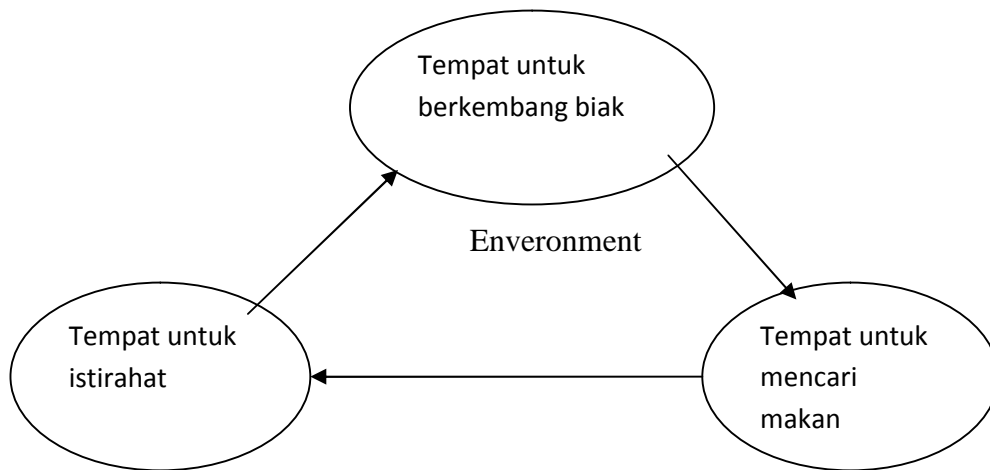 Tempat untuk
berkembang biak
Enveronment
Tempat untuk
istirahat
Tempat untuk
mencari
makan